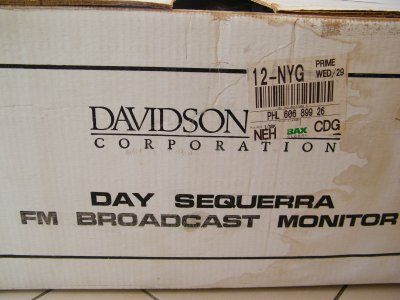 12-NYG
PRIME
WED/29
PHL 606 899 26
NEH BAX CDG
DAVIDSON
CORPORATION
DAY SEQUERRA
FM BROADCAST MONITOR